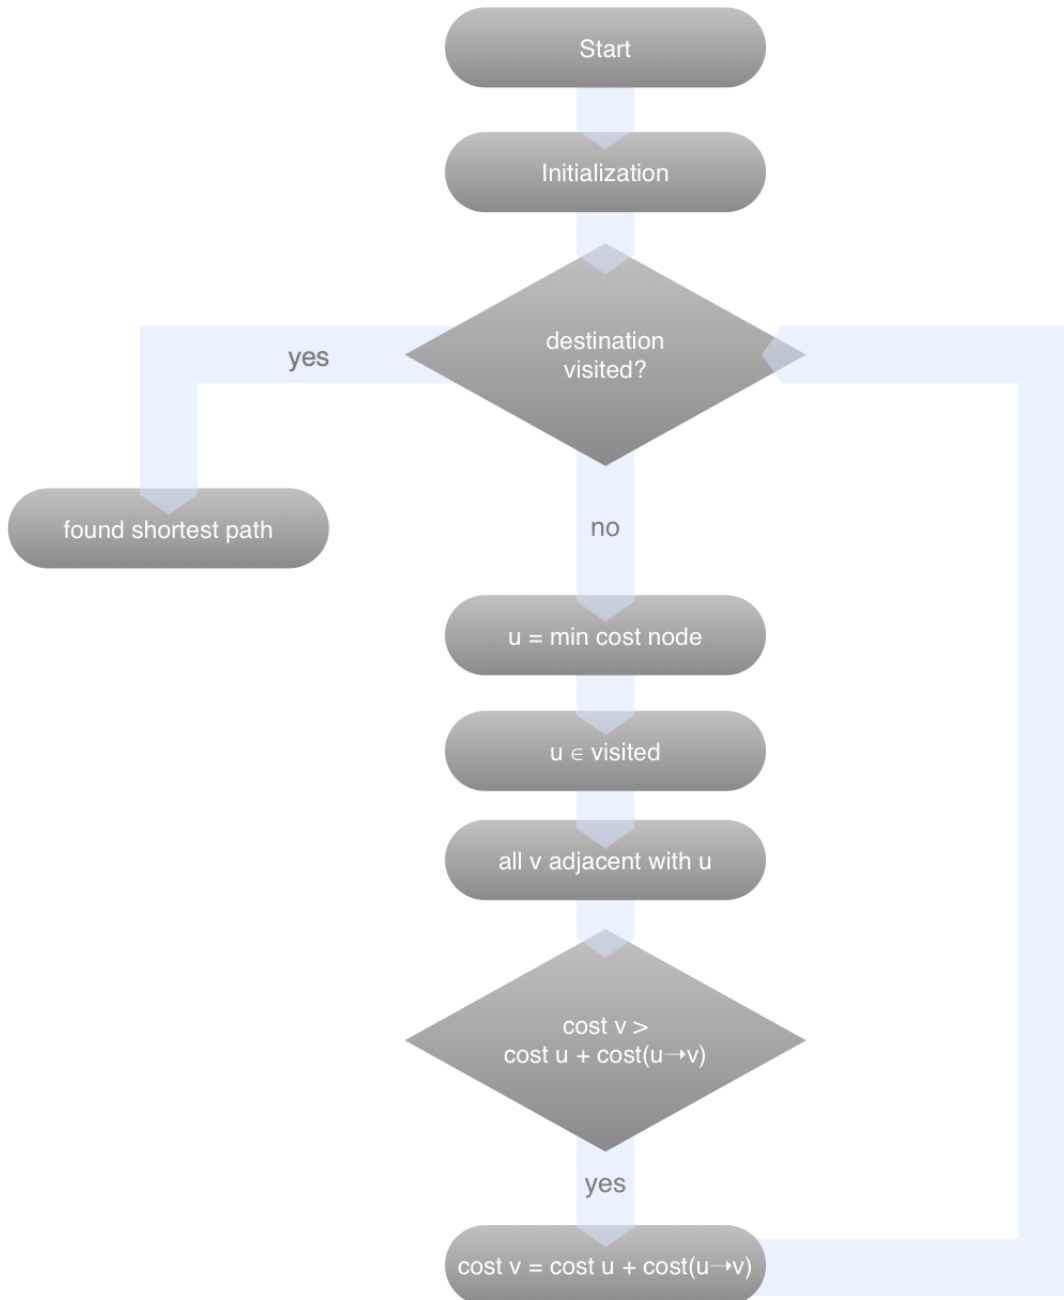 Start
Initialization
destination
visited?
yes
found shortest path
no
u = min cost node
u ∈ visited
all v adjacent with u
cost v >
cost u + cost(u→v)
yes
cost v = cost u + cost(u→v)